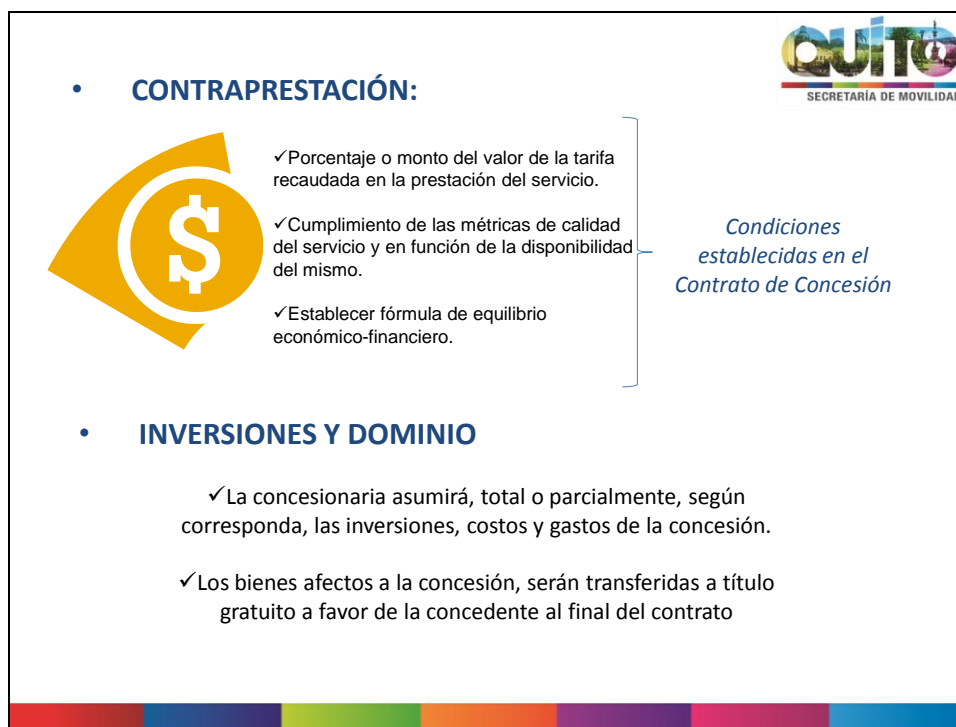 QUITO
SECRETARÍA DE MOVILIDAD
• CONTRAPRESTACIÓN:
$
✓Porcentaje o monto del valor de la tarifa
recaudada en la prestación del servicio.
✓Cumplimiento de las métricas de calidad
del servicio y en función de la disponibilidad
del mismo.
✓Establecer fórmula de equilibrio
económico-financiero.
Condiciones
establecidas en el
Contrato de Concesión
• INVERSIONES Y DOMINIO
✓La concesionaria asumirá, total o parcialmente, según
corresponda, las inversiones, costos y gastos de la concesión.
✓Los bienes afectos a la concesión, serán transferidas a título
gratuito a favor de la concedente al final del contrato